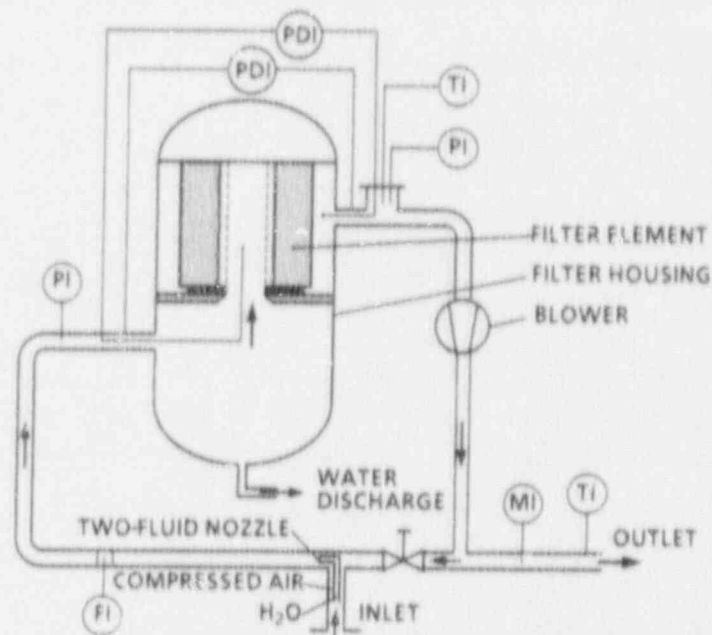 PDI
PDI
TI
PI
FILTER ELEMENT
FILTER HOUSING
PI
BLOWER
WATER
DISCHARGE
MI
TI
TWO-FLUID NOZZLE
OUTLET
COMPRESSED AIR
FI
H₂O
INLET